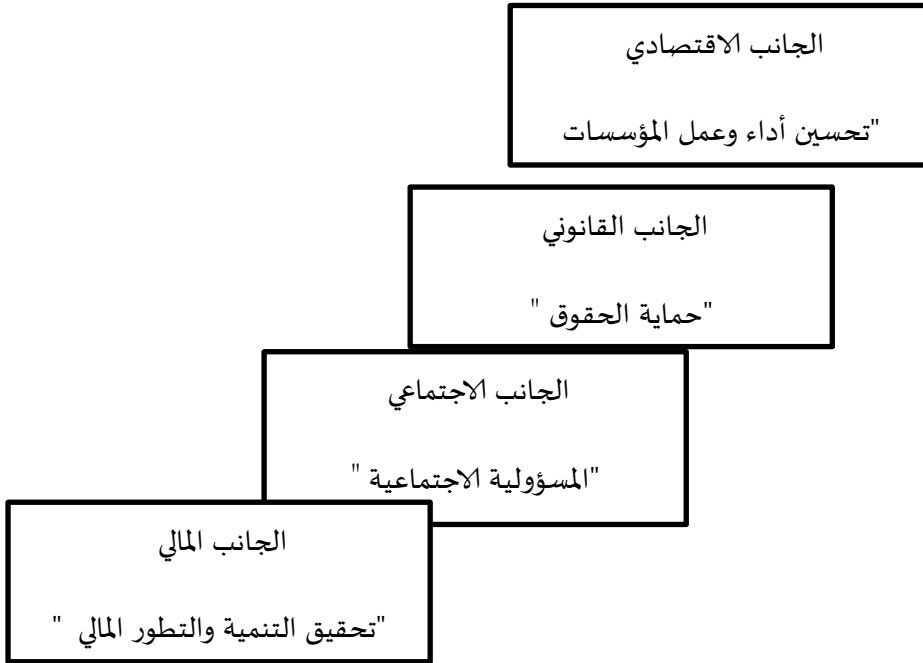 الجانب الاقتصادي
"تحسين أداء وعمل المؤسسات
الجانب القانوني
"حماية الحقوق "
الجانب الاجتماعي
"المسؤولية الاجتماعية "
الجانب المالي
"تحقيق التنمية والتطور المالي "